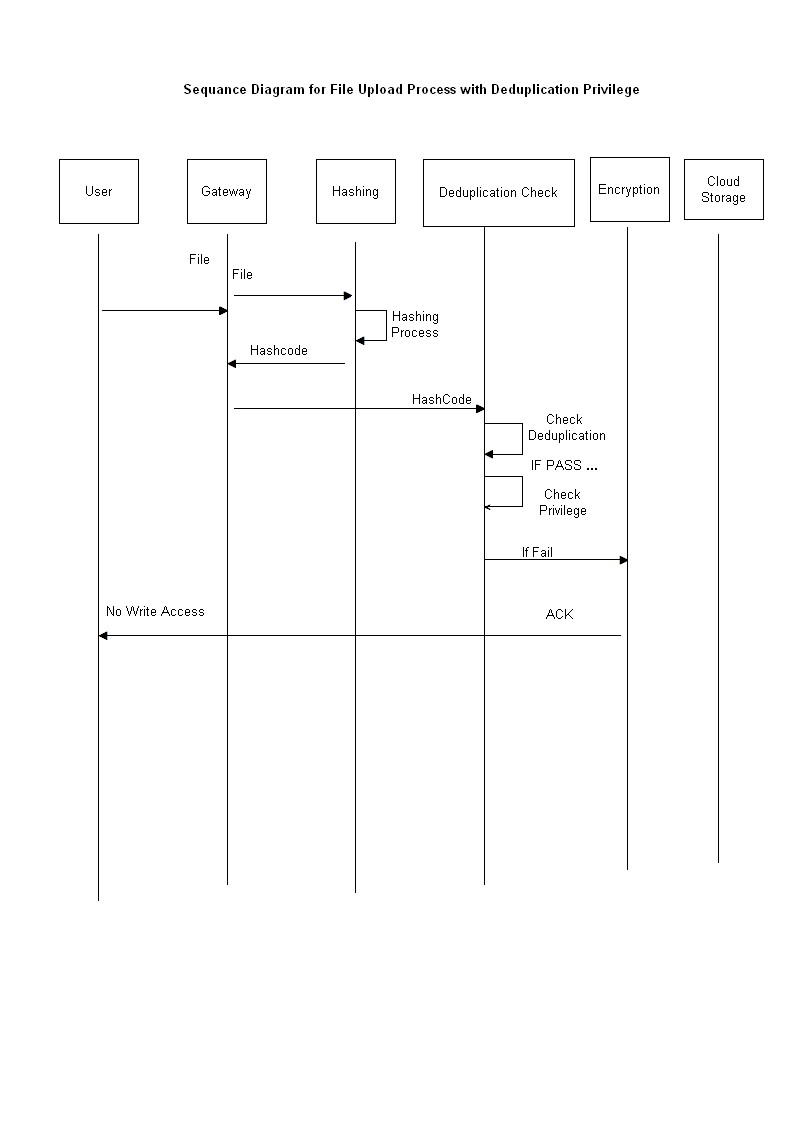 Sequance Diagram for File Upload Process with Deduplication Privilege
User
Gateway
Hashing
Deduplication Check
Encryption
Cloud
Storage
File
File
Hashing
Process
Hashcode
HashCode
Check
Deduplication
IF PASS ...
Check
Privilege
If Fail
No Write Access
ACK